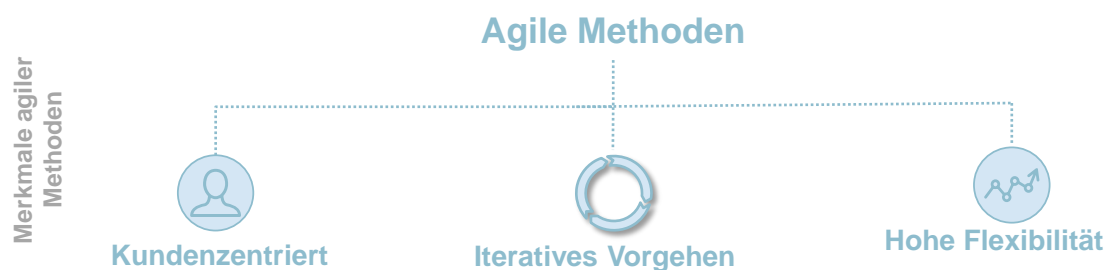 Agile Methoden
Merkmale agiler
Methoden
Kundenzentriert
Iteratives Vorgehen
Hohe Flexibilität